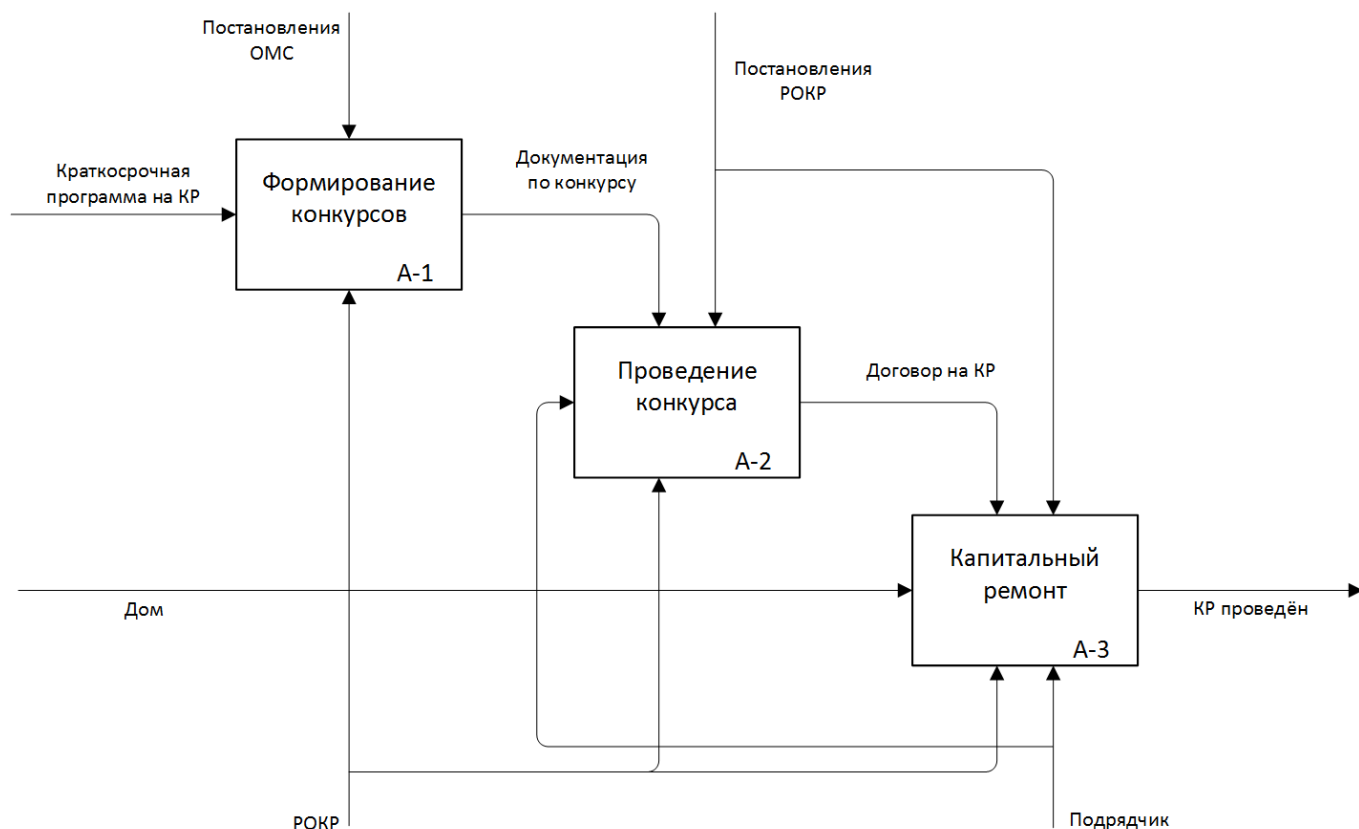 Постановления
ОМС
Постановления
РОКР
Краткосрочная
программа на КР
Формирование
конкурсов
А-1
Документация
по конкурсу
Проведение
конкурса
А-2
Договор на КР
Капитальный
ремонт
А-3
Дом
КР проведён
РОКР
Подрядчик